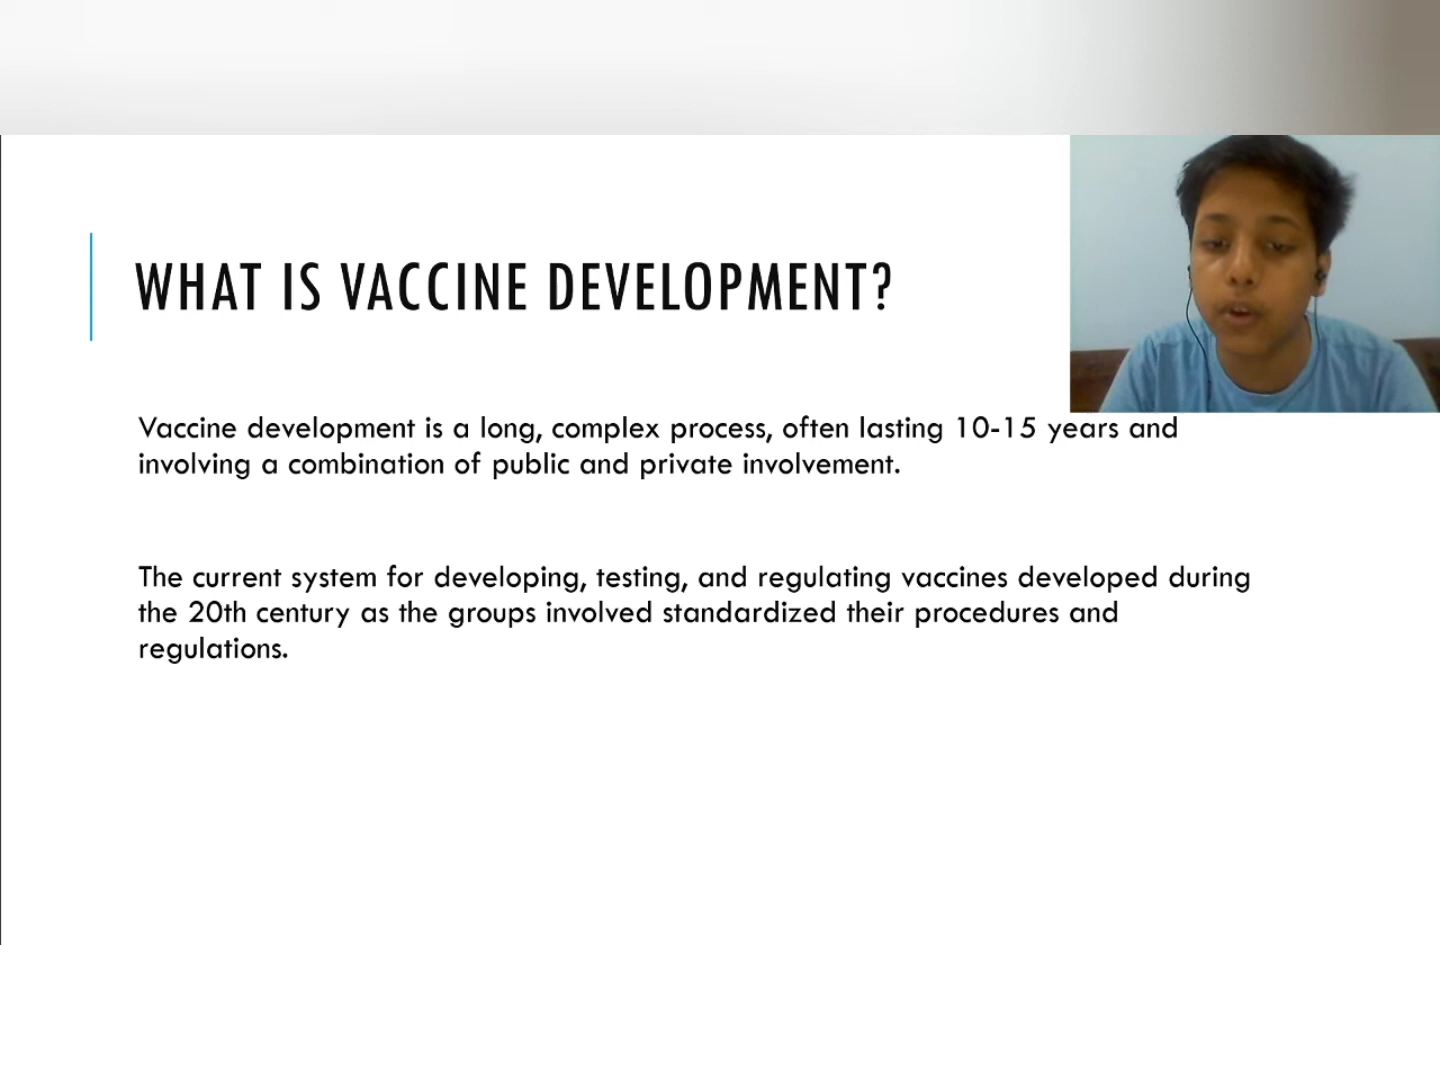 WHAT IS VACCINE DEVELOPMENT?
Vaccine development is a long, complex process, often lasting 10-15 years and
involving a combination of public and private involvement.
The current system for developing, testing, and regulating vaccines developed during
the 20th century as the groups involved standardized their procedures and
regulations.